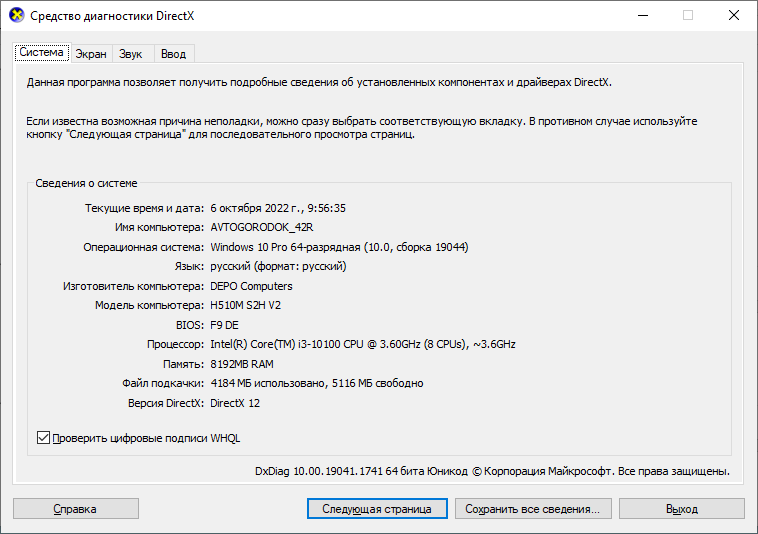 Средство диагностики DirectX
Система Экран Звук Ввод
Данная программа позволяет получить подробные сведения об установленных компонентах и драйверах DirectX.
Если известна возможная причина неполадки, можно сразу выбрать соответствующую вкладку. В противном случае используйте
кнопку "Следующая страница" для последовательного просмотра страниц.
Сведения о системе
Текущие время и дата: 6 октября 2022 г., 9:56:35
Имя компьютера: AVTOGORODOK_42R
Операционная система: Windows 10 Pro 64-разрядная (10.0, сборка 19044)
Язык: русский (формат: русский)
Изготовитель компьютера: DEPO Computers
Модель компьютера: H510M S2H V2
BIOS: F9 DE
Процессор: Intel(R) Core(TM) i3-10100 CPU @ 3.60GHz (8 CPUs), ~3.6GHz
Память: 8192MB RAM
Файл подкачки: 4184 МБ использовано, 5116 МБ свободно
Версия DirectX: DirectX 12
Проверить цифровые подписи WHQL
DxDiag 10.00.19041.1741 64 бита Юникод © Корпорация Майкрософт. Все права защищены.
Справка Следующая страница Сохранить все сведения... Выход